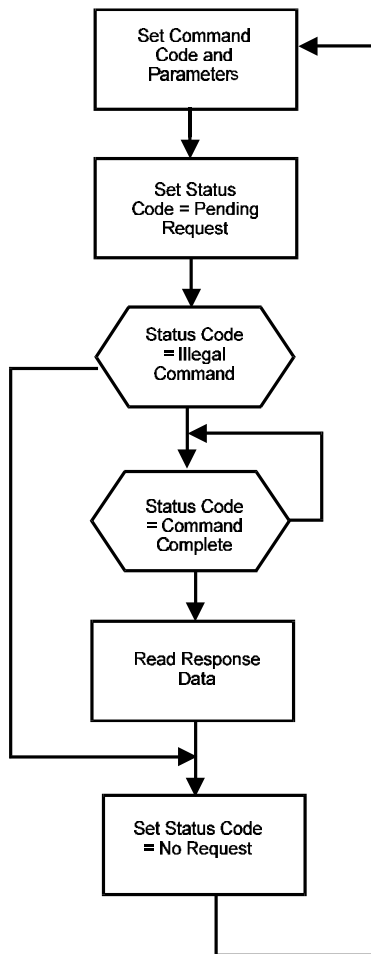 Set Command
Code and
Parameters
Set Status
Code = Pending
Request
Status Code
= Illegal
Command
Status Code
= Command
Complete
Read Response
Data
Set Status Code
= No Request